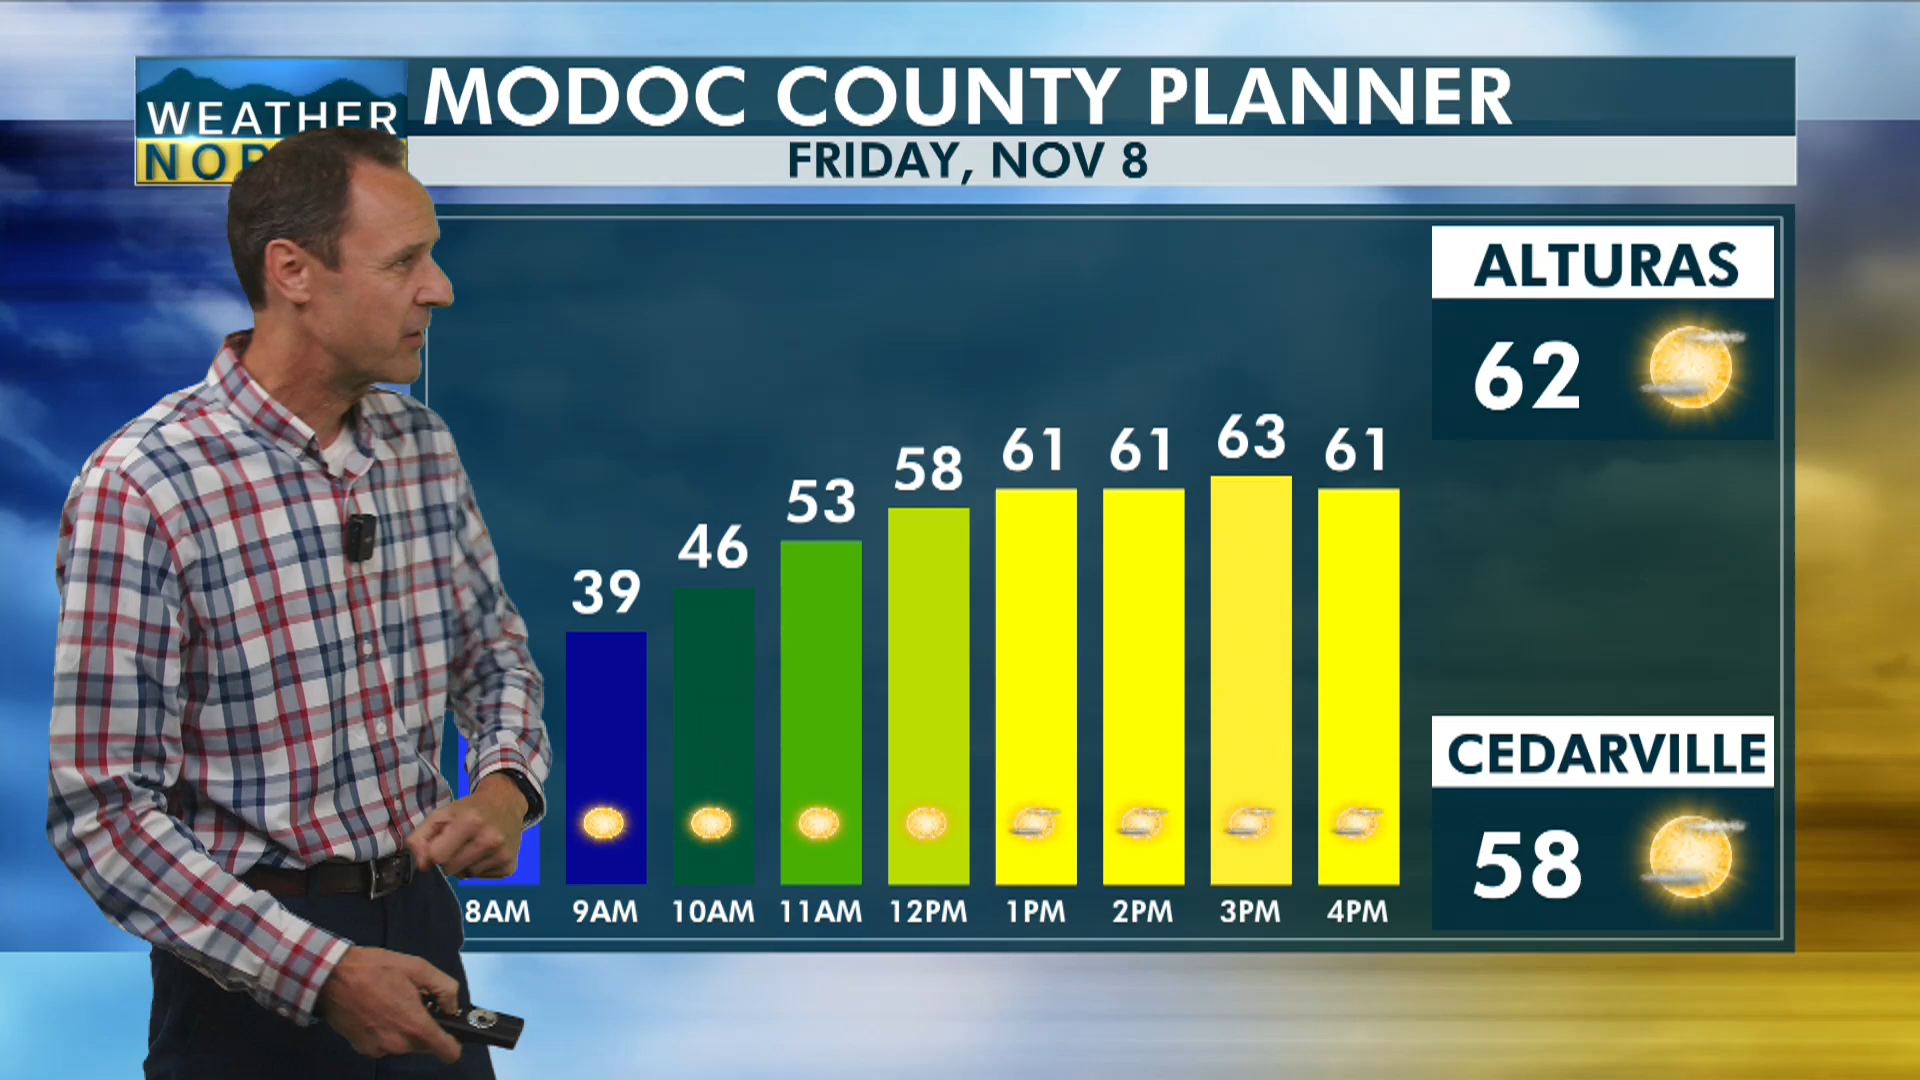 WEATHER
MODOC COUNTY PLANNER
FRIDAY, NOV 8
ALTURAS
62
39 46 53 58 61 61 63 61
8AM 9AM 10AM 11AM 12PM 1PM 2PM 3PM 4PM
CEDARVILLE
58